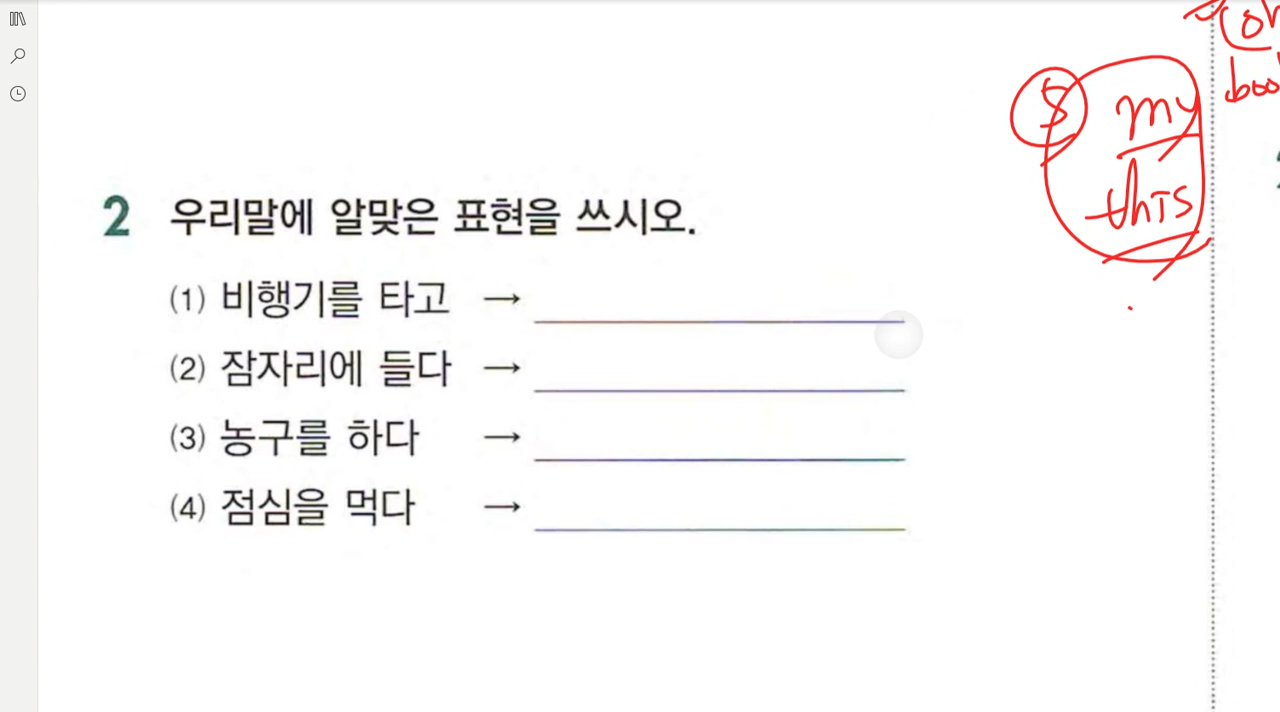 my
this
2 우리말에 알맞은 표현을 쓰시오.
(1) 비행기를 타고 →
(2) 잠자리에 들다 →
(3) 농구를 하다 →
(4) 점심을 먹다 →